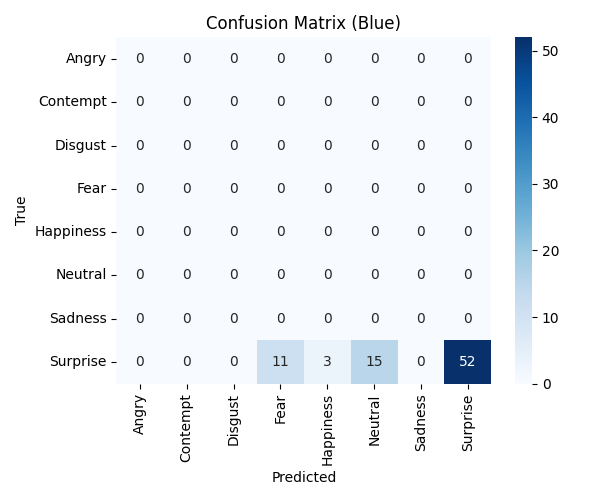 Confusion Matrix (Blue)
Angry 0 0 0 0 0 0 0 0
Contempt 0 0 0 0 0 0 0 0
Disgust 0 0 0 0 0 0 0 0
Fear 0 0 0 0 0 0 0 0
Happiness 0 0 0 0 0 0 0 0
Neutral 0 0 0 0 0 0 0 0
Sadness 0 0 0 0 0 0 0 0
Surprise 0 0 0 11 3 15 0 52
True
Angry Contempt Disgust Fear Happiness Neutral Sadness Surprise
Predicted
50
40
30
20
10
0